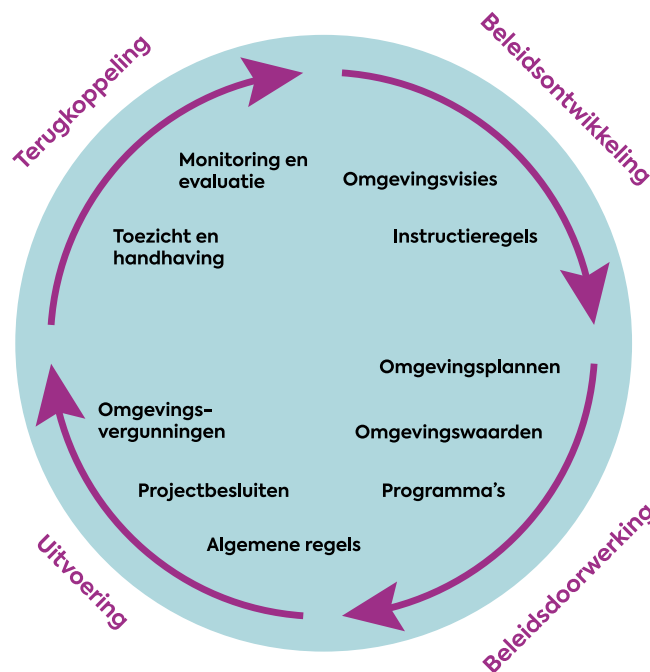 Terugkoppeling
Beleidsontwikkeling
Monitoring en
evaluatie
Omgevingsvisies
Toezicht en
handhaving
Instructieregels
Omgevingsplannen
Omgevings-
vergunningen
Omgevingswaarden
Projectbesluiten
Programma's
Algemene regels
Uitvoering
Beleidsdoorwerking